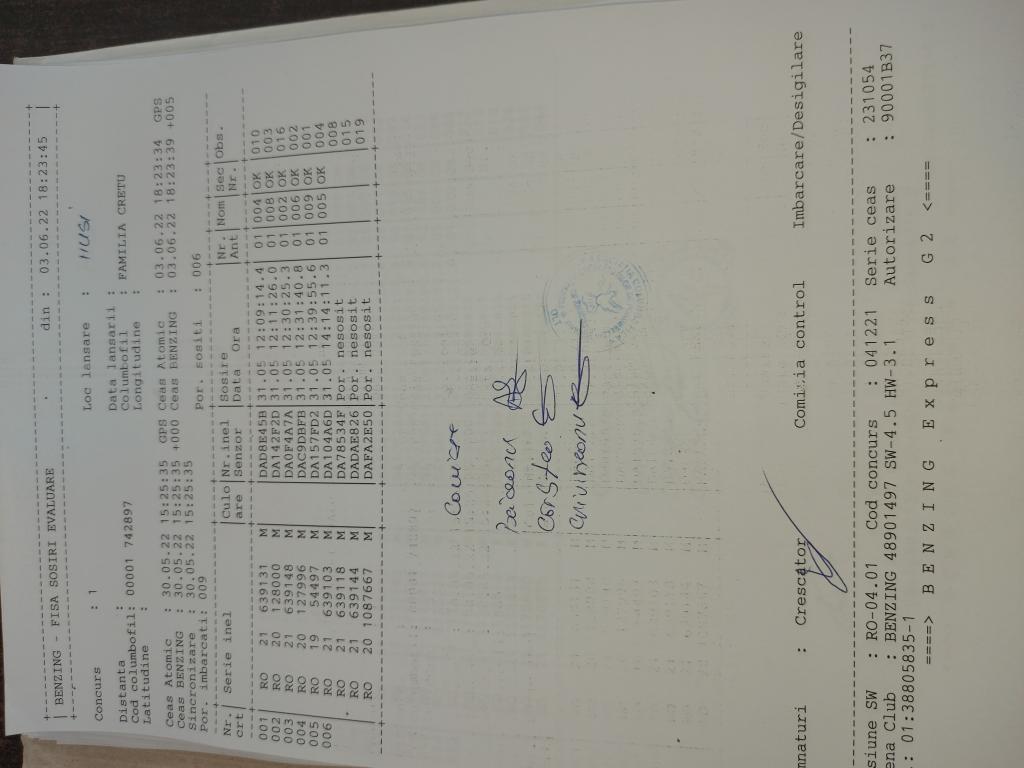 BENZING - FISA SOSIRI EVALUARE . din : 03.06.22 18:23:45
Concurs : 1 Loc lansare : HUSI
Distanta : Data lansarii :
Cod columbofil: 00001 742897 Columbofil : FAMILIA CRETU
Latitudine : Longitudine :
Ceas Atomic : 30.05.22 15:25:35 GPS Ceas Atomic : 03.06.22 18:23:34 GPS
Ceas BENZING : 30.05.22 15:25:35 +000 Ceas BENZING : 03.06.22 18:23:39 +005
Sincronizare : 30.05.22 15:25:35
Por. imbarcati: 009 Por. sositi : 006
Nr. Serie inel Culo Nr.inel Sosire Nr. Nom Sec Obs.
crt are Senzor Data Ora Ant Nr.
001 RO 21 639131 M DAD8E45B 31.05 12:09:14.4 01 004 OK 010
002 RO 20 128000 M DA142F2D 31.05 12:11:26.0 01 008 OK 003
003 RO 21 639148 M DA0F4A7A 31.05 12:30:25.3 01 002 OK 016
004 RO 20 127996 M DAC9DBFB 31.05 12:31:40.8 01 006 OK 002
005 RO 19 54497 M DA157FD2 31.05 12:39:55.6 01 009 OK 001
006 RO 21 639103 M DA104A6D 31.05 14:14:11.3 01 005 OK 004
RO 21 639118 M DA78534F Por. nesosit 008
RO 21 639144 M DADAE826 Por. nesosit 015
RO 20 1087667 M DAFA2E50 Por. nesosit 019
mnaturi : Crescator Comisia control Imbarcare/Desigilare
siune SW : RO-04.01 Cod concurs : 041221 Serie ceas : 231054
ena Club : BENZING 48901497 SW-4.5 HW-3.1 Autorizare : 90001B37
.: 01:388058835-1
====> B E N Z I N G E x p r e s s G 2 <====